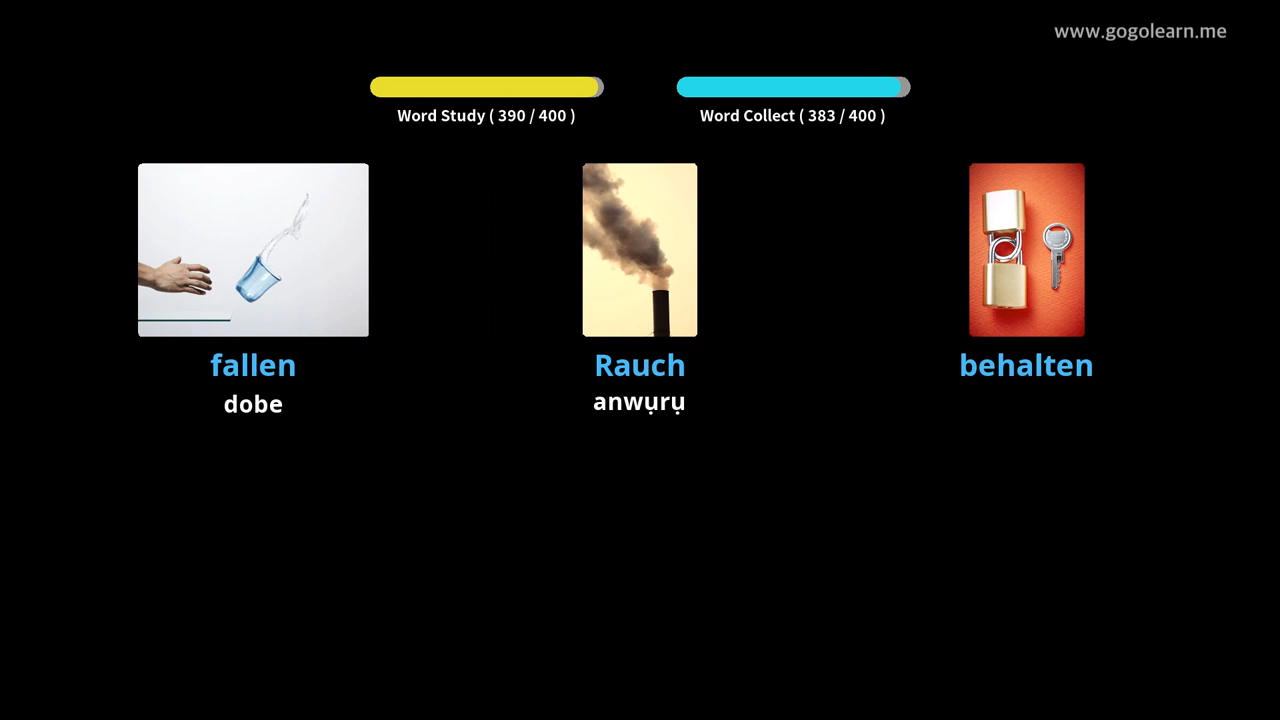 www.gogolearn.me
Word Study ( 390 / 400 )
Word Collect ( 383 / 400 )
fallen
dobe
Rauch
anwụrụ
behalten